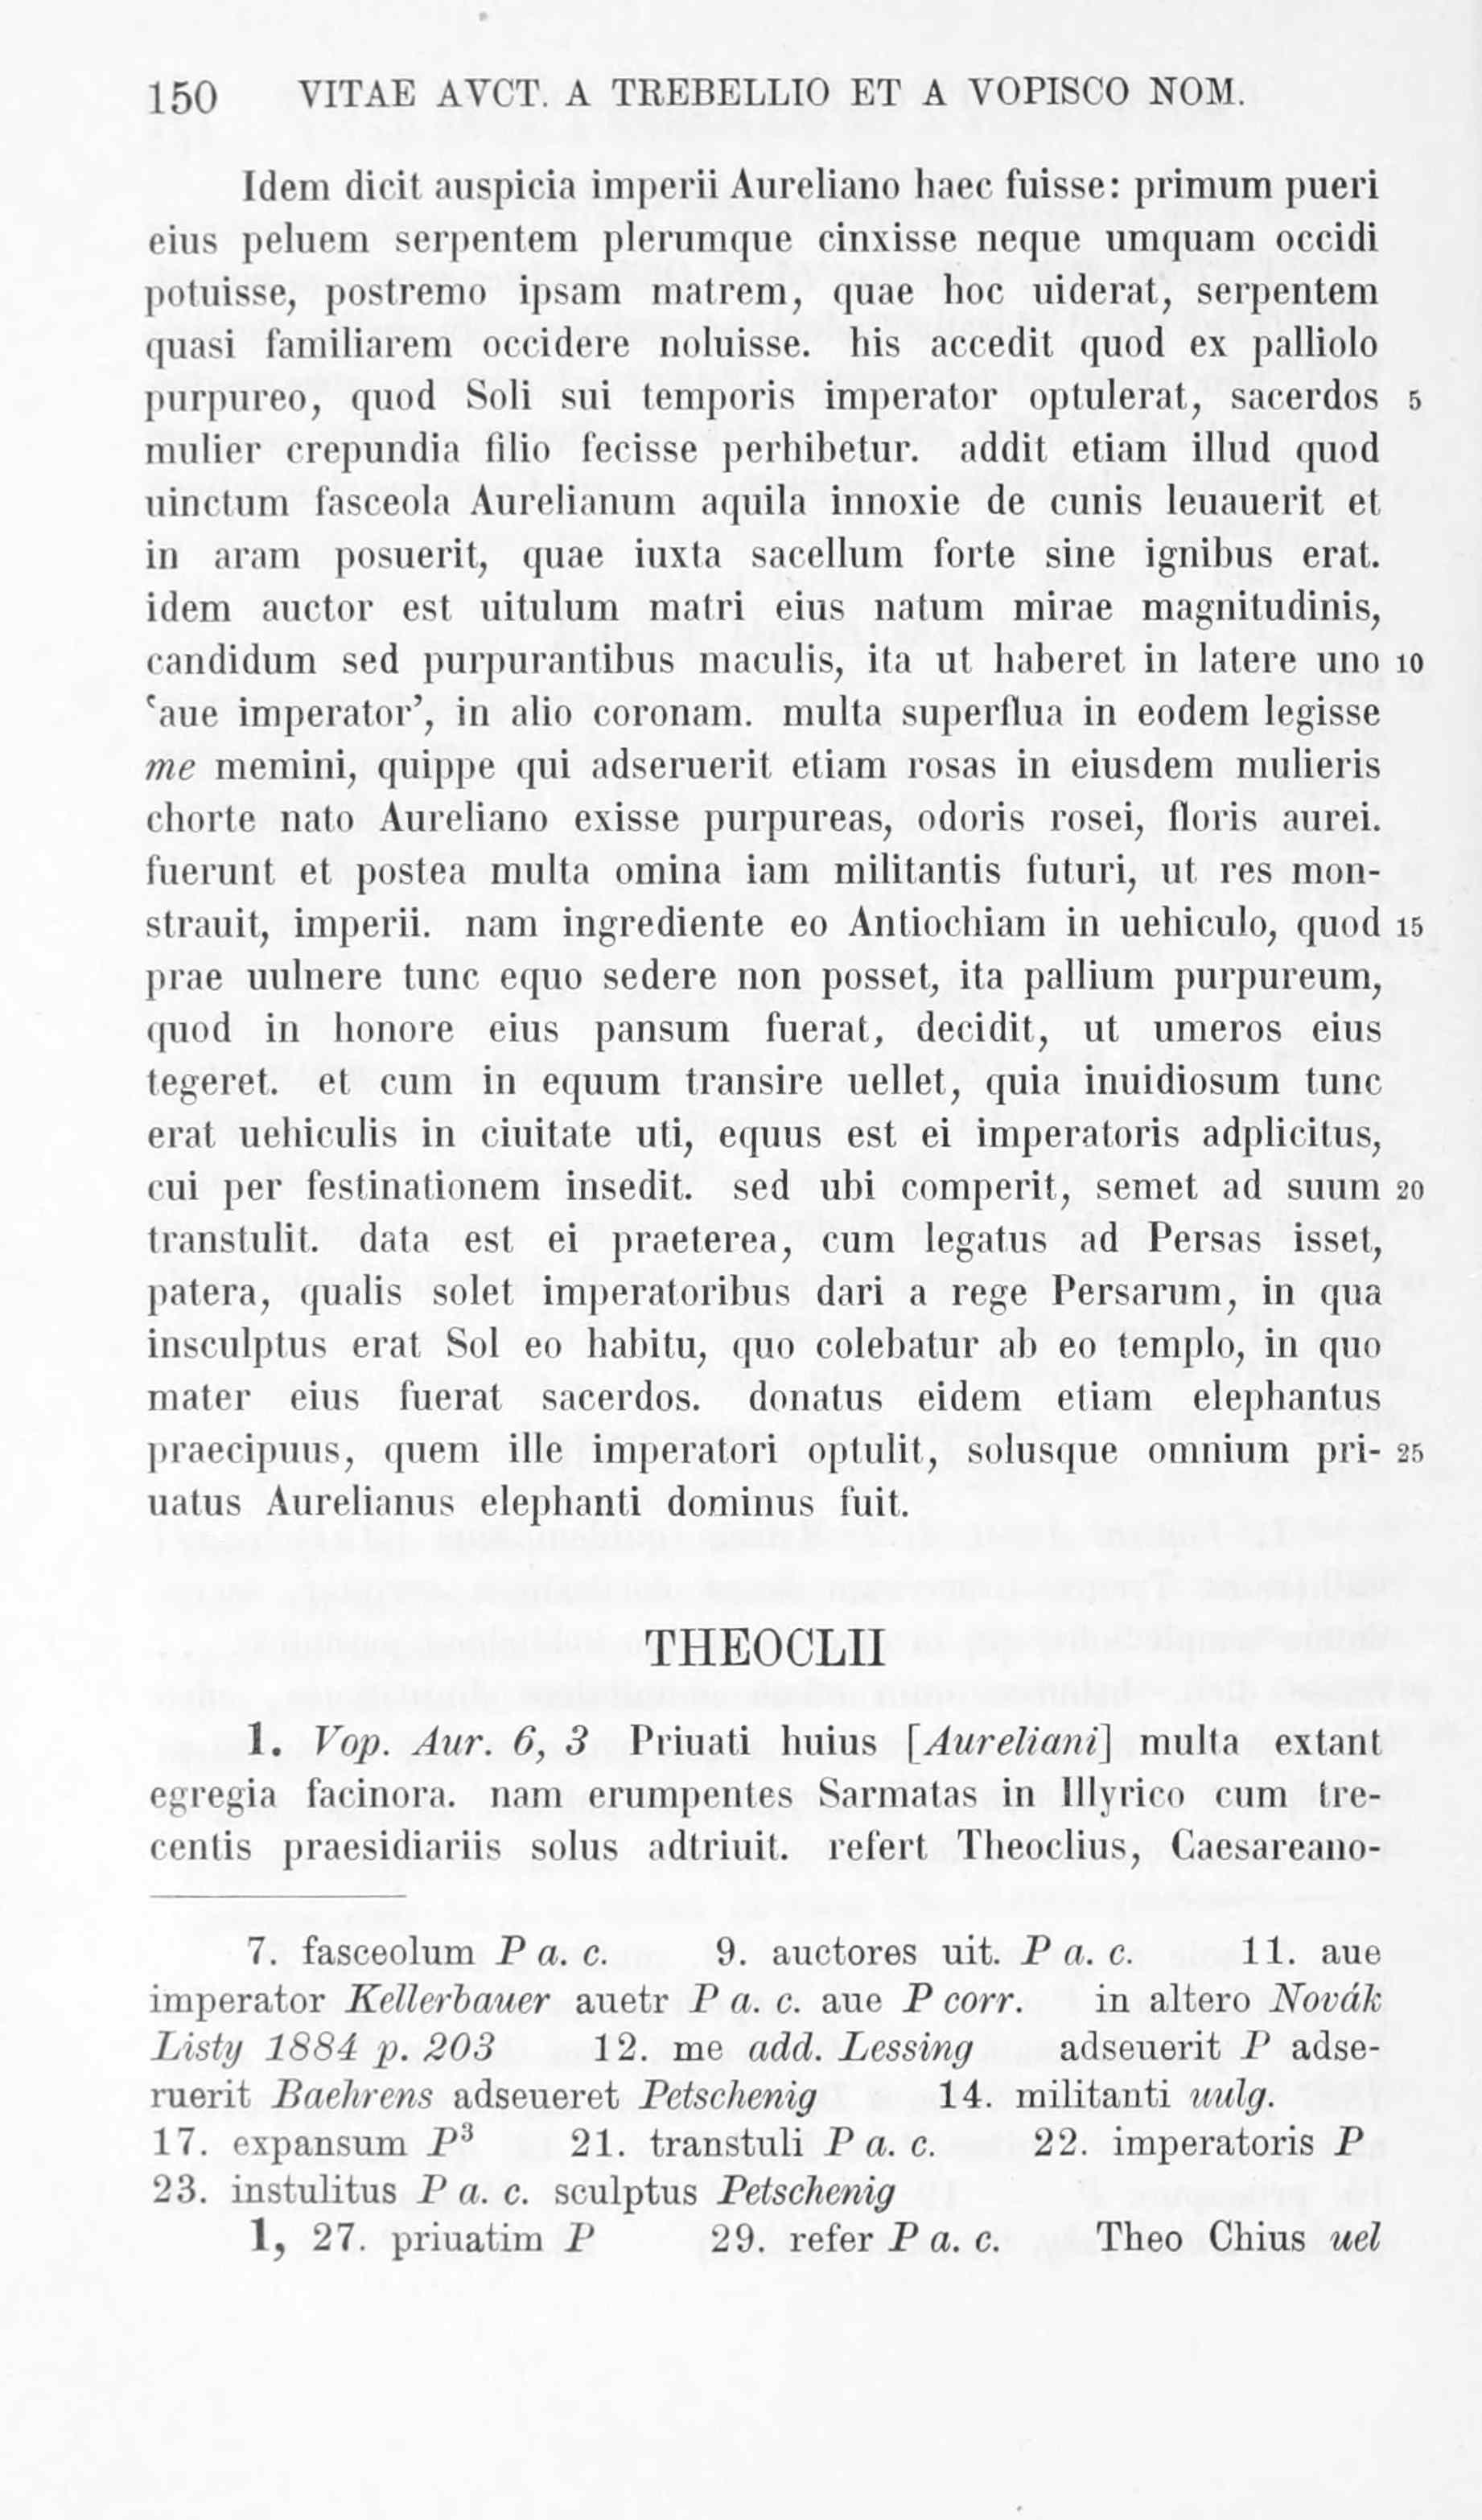 150 VITAE AVCT. A TREBELLIO ET A VOPISCO NOM.
Idem dicit auspicia imperii Aureliano haec fuisse: primum pueri
eius peluem serpentem plerumque cinxisse neque umquam occidi
potuisse, postremo ipsam matrem, quae hoc uiderat, serpentem
quasi familiarem occidere noluisse. his accedit quod ex palliolo
purpureo, quod Soli sui temporis imperator optulerat, sacerdos 5
mulier crepundia filio fecisse perhibetur. addit etiam illud quod
uinctum fasceola Aurelianum aquila innoxie de cunis leuauerit et
in aram posuerit, quae iuxta sacellum forte sine ignibus erat.
idem auctor est uitulum matri eius natum mirae magnitudinis,
candidum sed purpurantibus maculis, ita ut haberet in latere uno 10
‘aue imperator’, in alio coronam. multa superflua in eodem legisse
me memini, quippe qui adseruerit etiam rosas in eiusdem mulieris
chorte nato Aureliano exisse purpureas, odoris rosei, floris aurei.
fuerunt et postea multa omina iam militantis futuri, ut res mon-
strauit, imperii. nam ingrediente eo Antiochiam in uehiculo, quod 15
prae uulnere tunc equo sedere non posset, ita pallium purpureum,
quod in honore eius pansum fuerat, decidit, ut umeros eius
tegeret. et cum in equum transire uellet, quia inuidiosum tunc
erat uehiculis in ciuitate uti, equus est ei imperatoris adplicitus,
cui per festinationem insedit. sed ubi comperit, semet ad suum 20
transtulit. data est ei praeterea, cum legatus ad Persas isset,
patera, qualis solet imperatoribus dari a rege Persarum, in qua
insculptus erat Sol eo habitu, quo colebatur ab eo templo, in quo
mater eius fuerat sacerdos. donatus eidem etiam elephantus
praecipuus, quem ille imperatori optulit, solusque omnium pri- 25
uatus Aurelianus elephanti dominus fuit.
THEOCLII
1. Vop. Aur. 6, 3 Priuati huius [Aureliani] multa extant
egregia facinora. nam erumpentes Sarmatas in Illyrico cum tre-
centis praesidiariis solus adtriuit. refert Theoclius, Caesareano-
7. fasceolum P a. c. 9. auctores uit. P a. c. 11. aue
imperator Kellerbauer auetr P a. c. aue P corr. in altero Novák
Listy 1884 p. 203 12. me add. Lessing adseuerit P adse-
ruerit Baehrens adseueret Petschenig 14. militanti uulg.
17. expansum P³ 21. transtuli P a. c. 22. imperatoris P
23. instulitus P a. c. sculptus Petschenig
1, 27. priuatim P 29. refer P a. c. Theo Chius uel